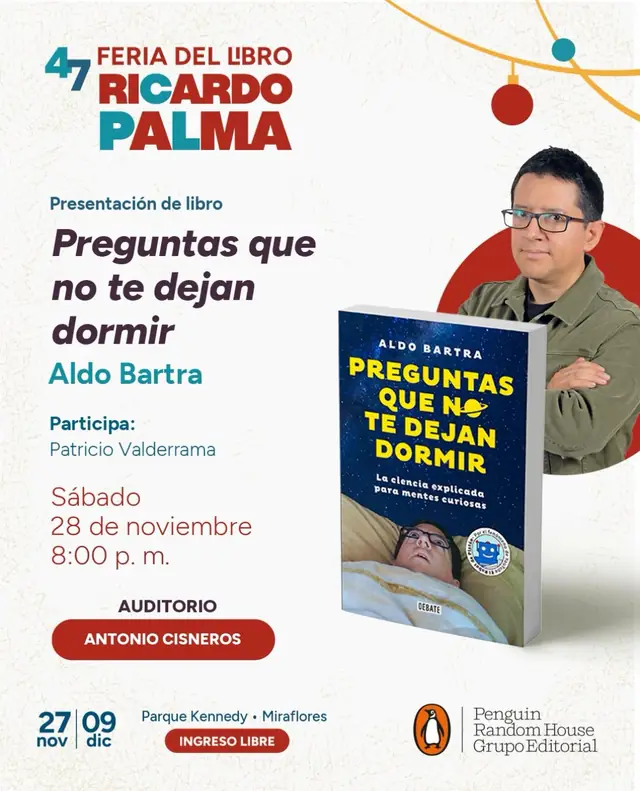 47 FERIA DEL LIBRO
RICARDO
PALMA
Presentación de libro
Preguntas que
no te dejan
dormir
Aldo Bartra
Participa:
Patricio Valderrama
Sábado
28 de noviembre
8:00 p. m.
AUDITORIO
ANTONIO CISNEROS
ALDO BARTRA
PREGUNTAS
QUE NO
TE DEJAN
DORMIR
La ciencia explicada
para mentes curiosas
DEBATE
27 nov
09 dic
Parque Kennedy • Miraflores
INGRESO LIBRE
Penguin
Random House
Grupo Editorial